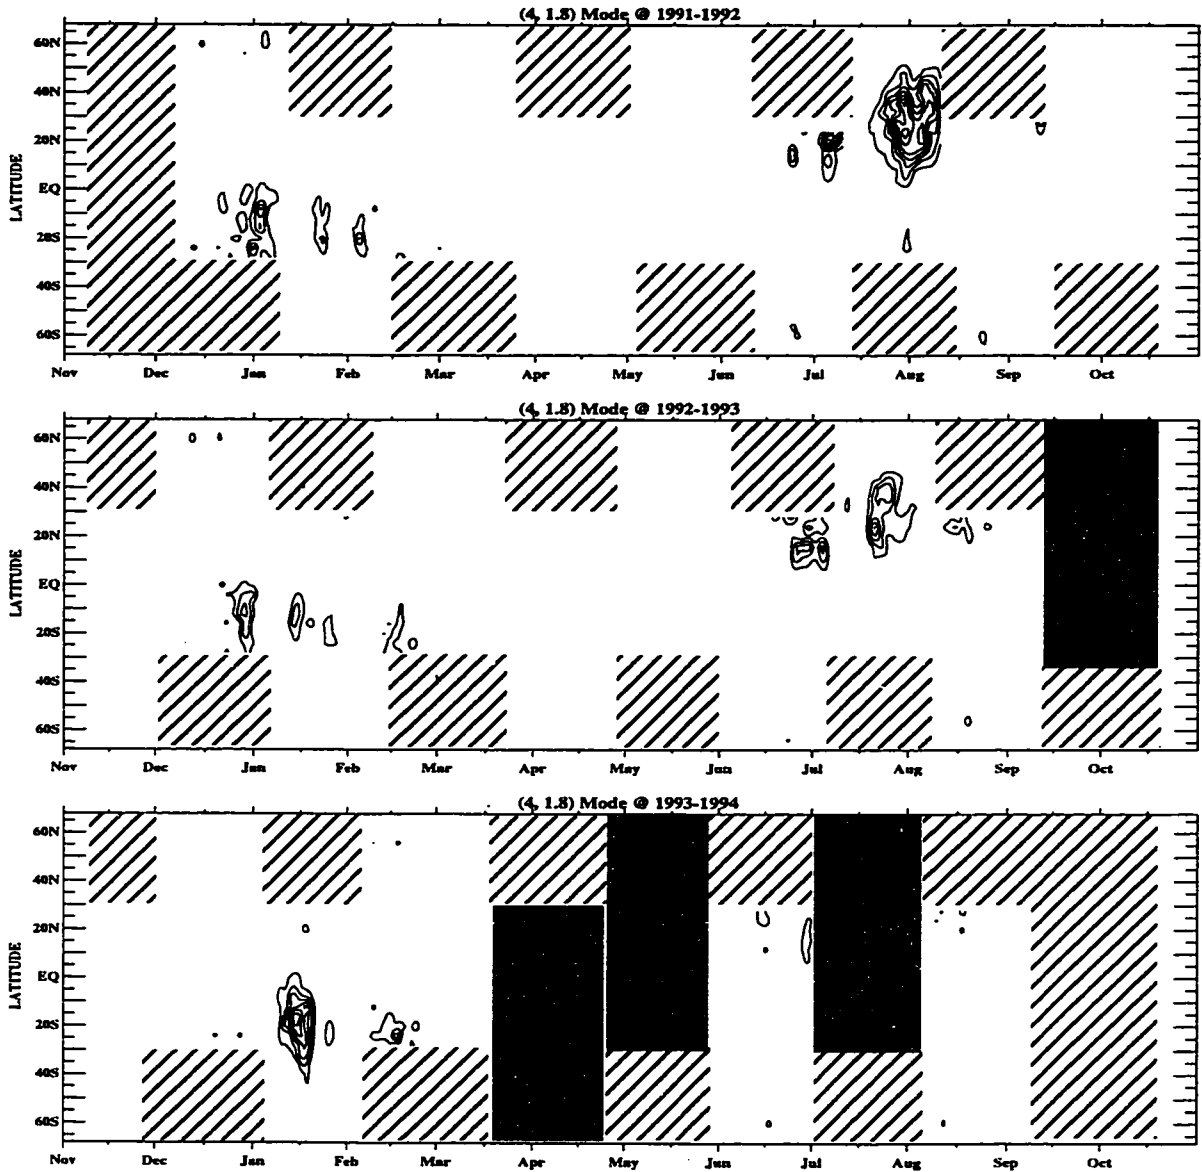 (4, 1.8) Mode @ 1991-1992
60N
40N
20N
EQ
20S
40S
60S
LATITUDE
Nov Dec Jan Feb Mar Apr May Jun Jul Aug Sep Oct
(4, 1.8) Mode @ 1992-1993
60N
40N
20N
EQ
20S
40S
60S
LATITUDE
Nov Dec Jan Feb Mar Apr May Jun Jul Aug Sep Oct
(4, 1.8) Mode @ 1993-1994
60N
40N
20N
EQ
20S
40S
60S
LATITUDE
Nov Dec Jan Feb Mar Apr May Jun Jul Aug Sep Oct